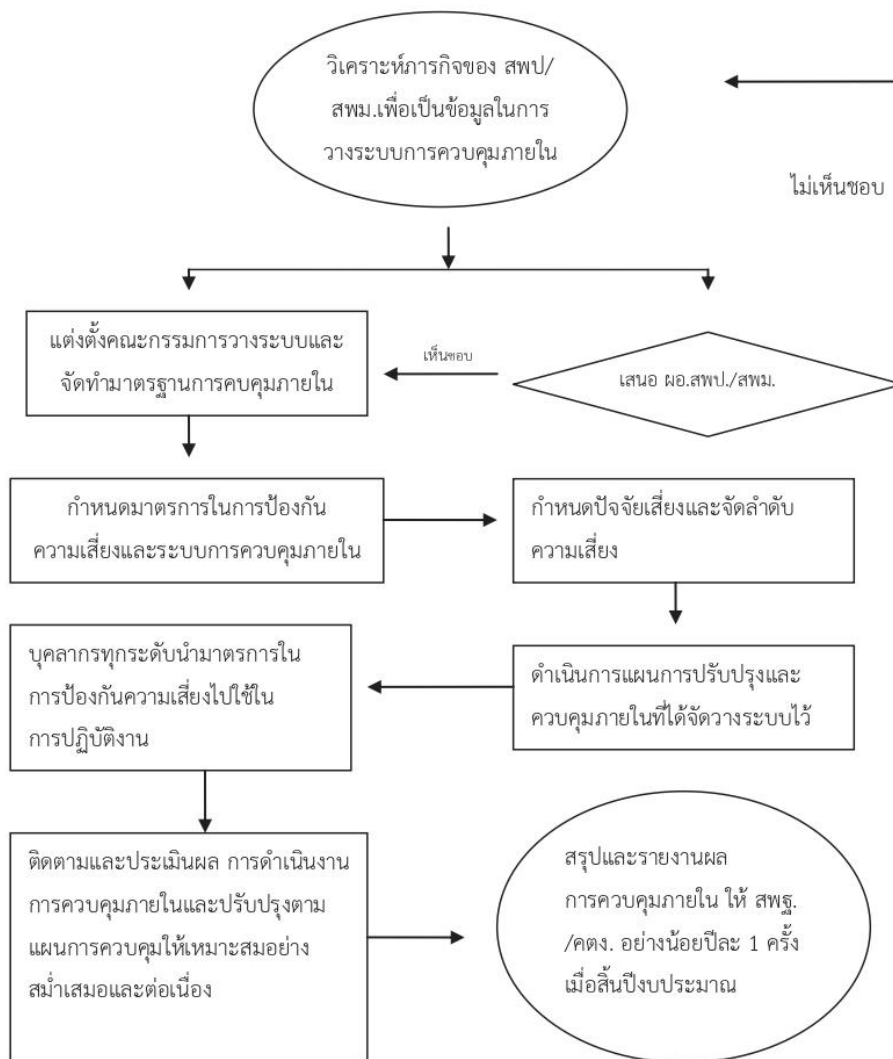 วิเคราะห์ภารกิจของ สพป/
สพม.เพื่อเป็นข้อมูลในการ
วางระบบการควบคุมภายใน
ไม่เห็นชอบ
แต่งตั้งคณะกรรมการวางระบบและ
จัดทำมาตรฐานการคบคุมภายใน
เห็นชอบ
เสนอ ผอ.สพป./สพม.
กำหนดมาตรการในการป้องกัน
ความเสี่ยงและระบบการควบคุมภายใน
กำหนดปัจจัยเสี่ยงและจัดลำดับ
ความเสี่ยง
บุคลากรทุกระดับนำมาตรการใน
การป้องกันความเสี่ยงไปใช้ใน
การปฏิบัติงาน
ดำเนินการแผนการปรับปรุงและ
ควบคุมภายในที่ได้จัดวางระบบไว้
ติดตามและประเมินผล การดำเนินงาน
การควบคุมภายในและปรับปรุงตาม
แผนการควบคุมให้เหมาะสมอย่าง
สม่ำเสมอและต่อเนื่อง
สรุปและรายงานผล
การควบคุมภายใน ให้ สพฐ.
/คตง. อย่างน้อยปีละ 1 ครั้ง
เมื่อสิ้นปีงบประมาณ